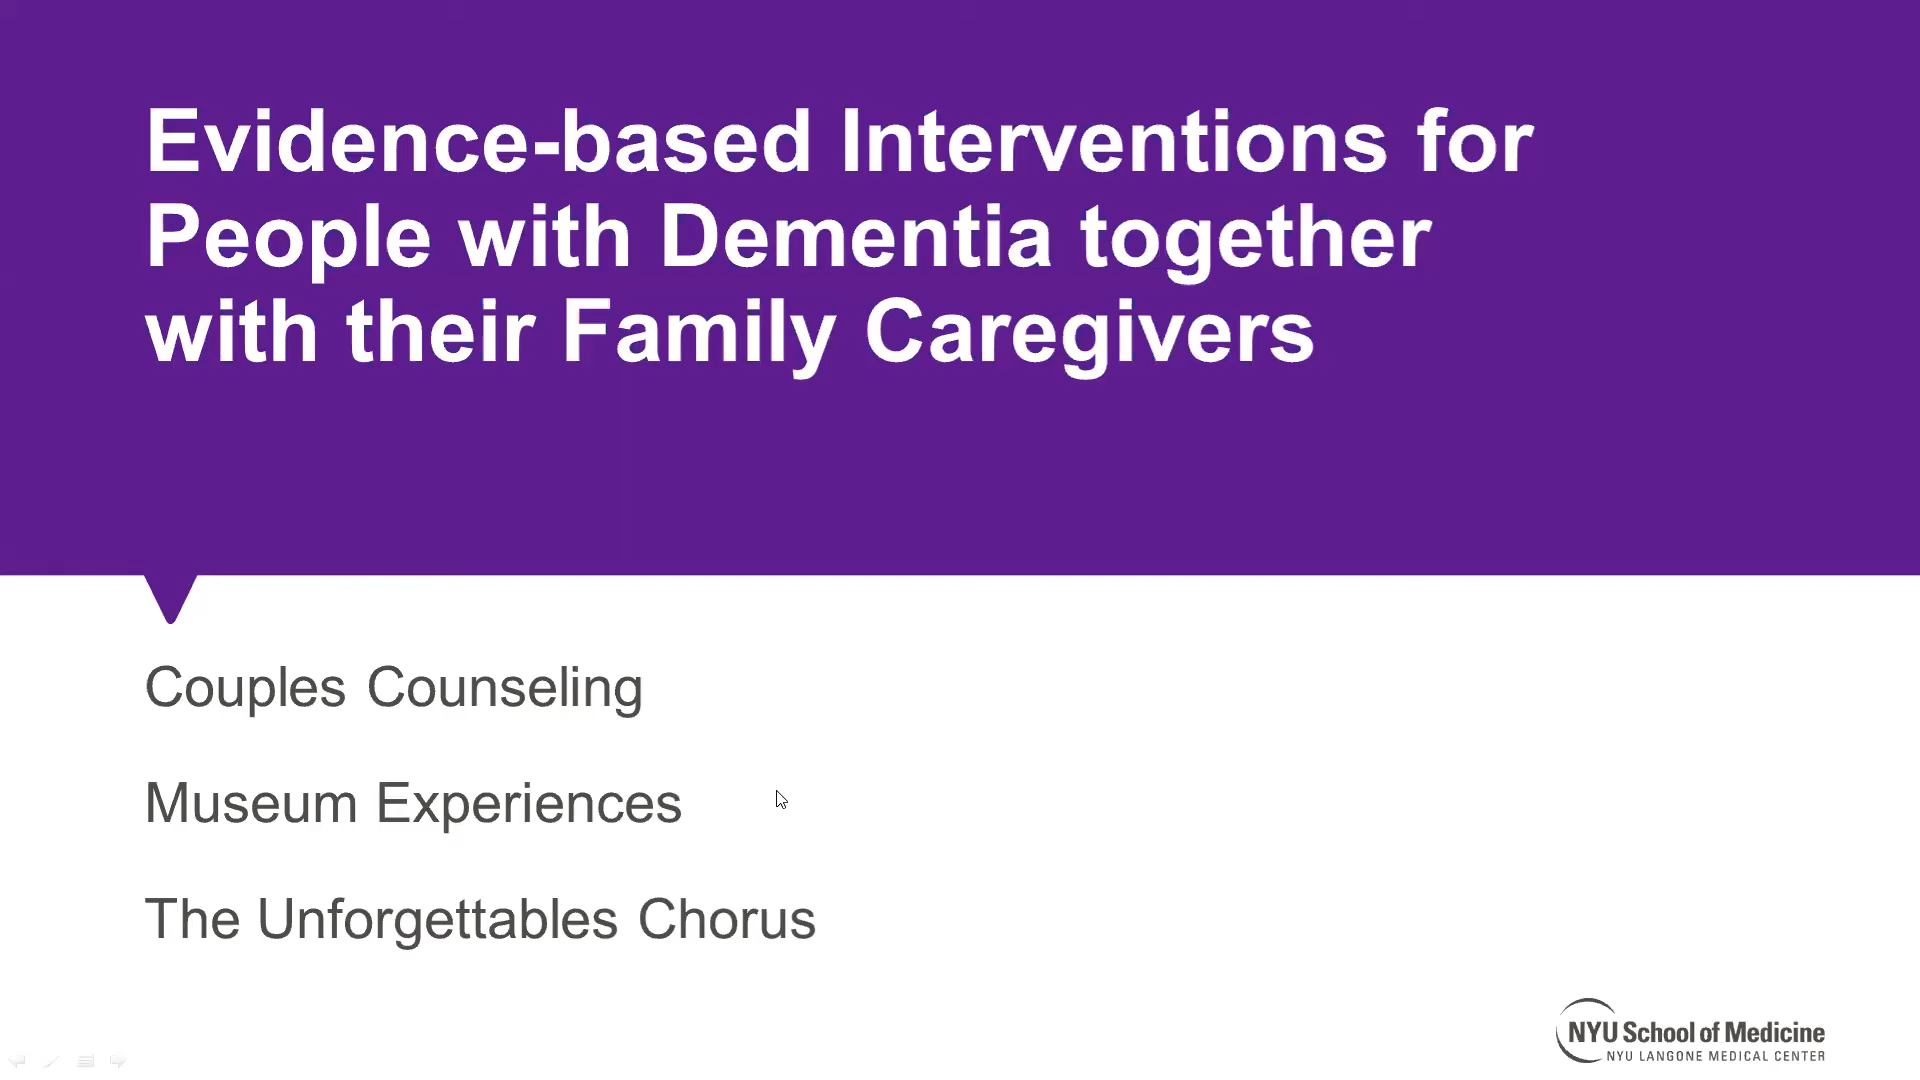 Evidence-based Interventions for
People with Dementia together
with their Family Caregivers
Couples Counseling
Museum Experiences
The Unforgettables Chorus
NYU School of Medicine
NYU LANGONE MEDICAL CENTER